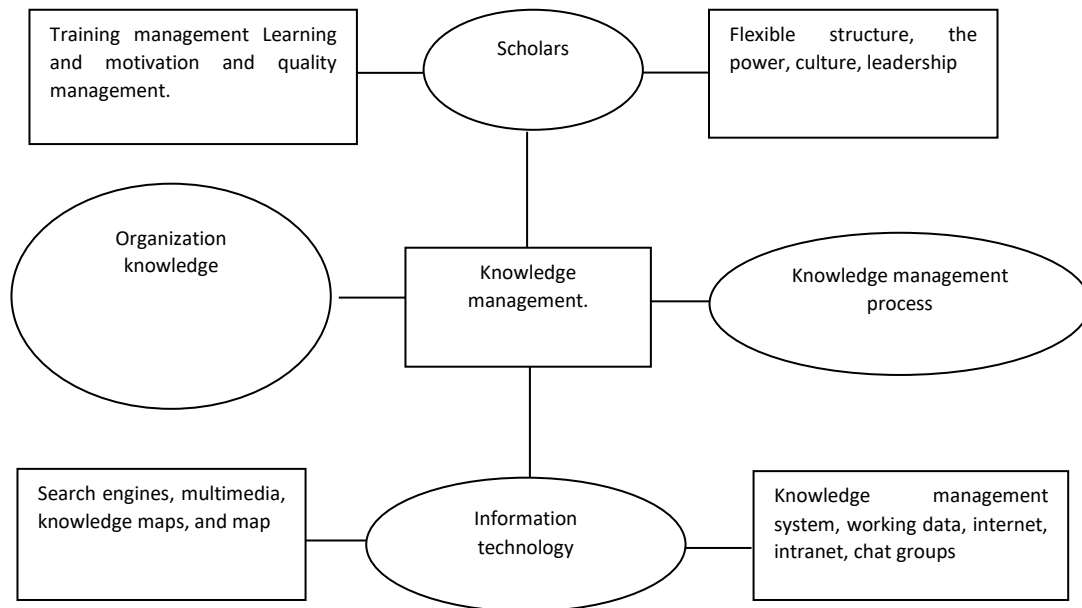 Training management Learning
and motivation and quality
management.
Scholars
Flexible structure, the
power, culture, leadership
Organization
knowledge
Knowledge
management.
Knowledge management
process
Search engines, multimedia,
knowledge maps, and map
Information
technology
Knowledge management
system, working data, internet,
intranet, chat groups